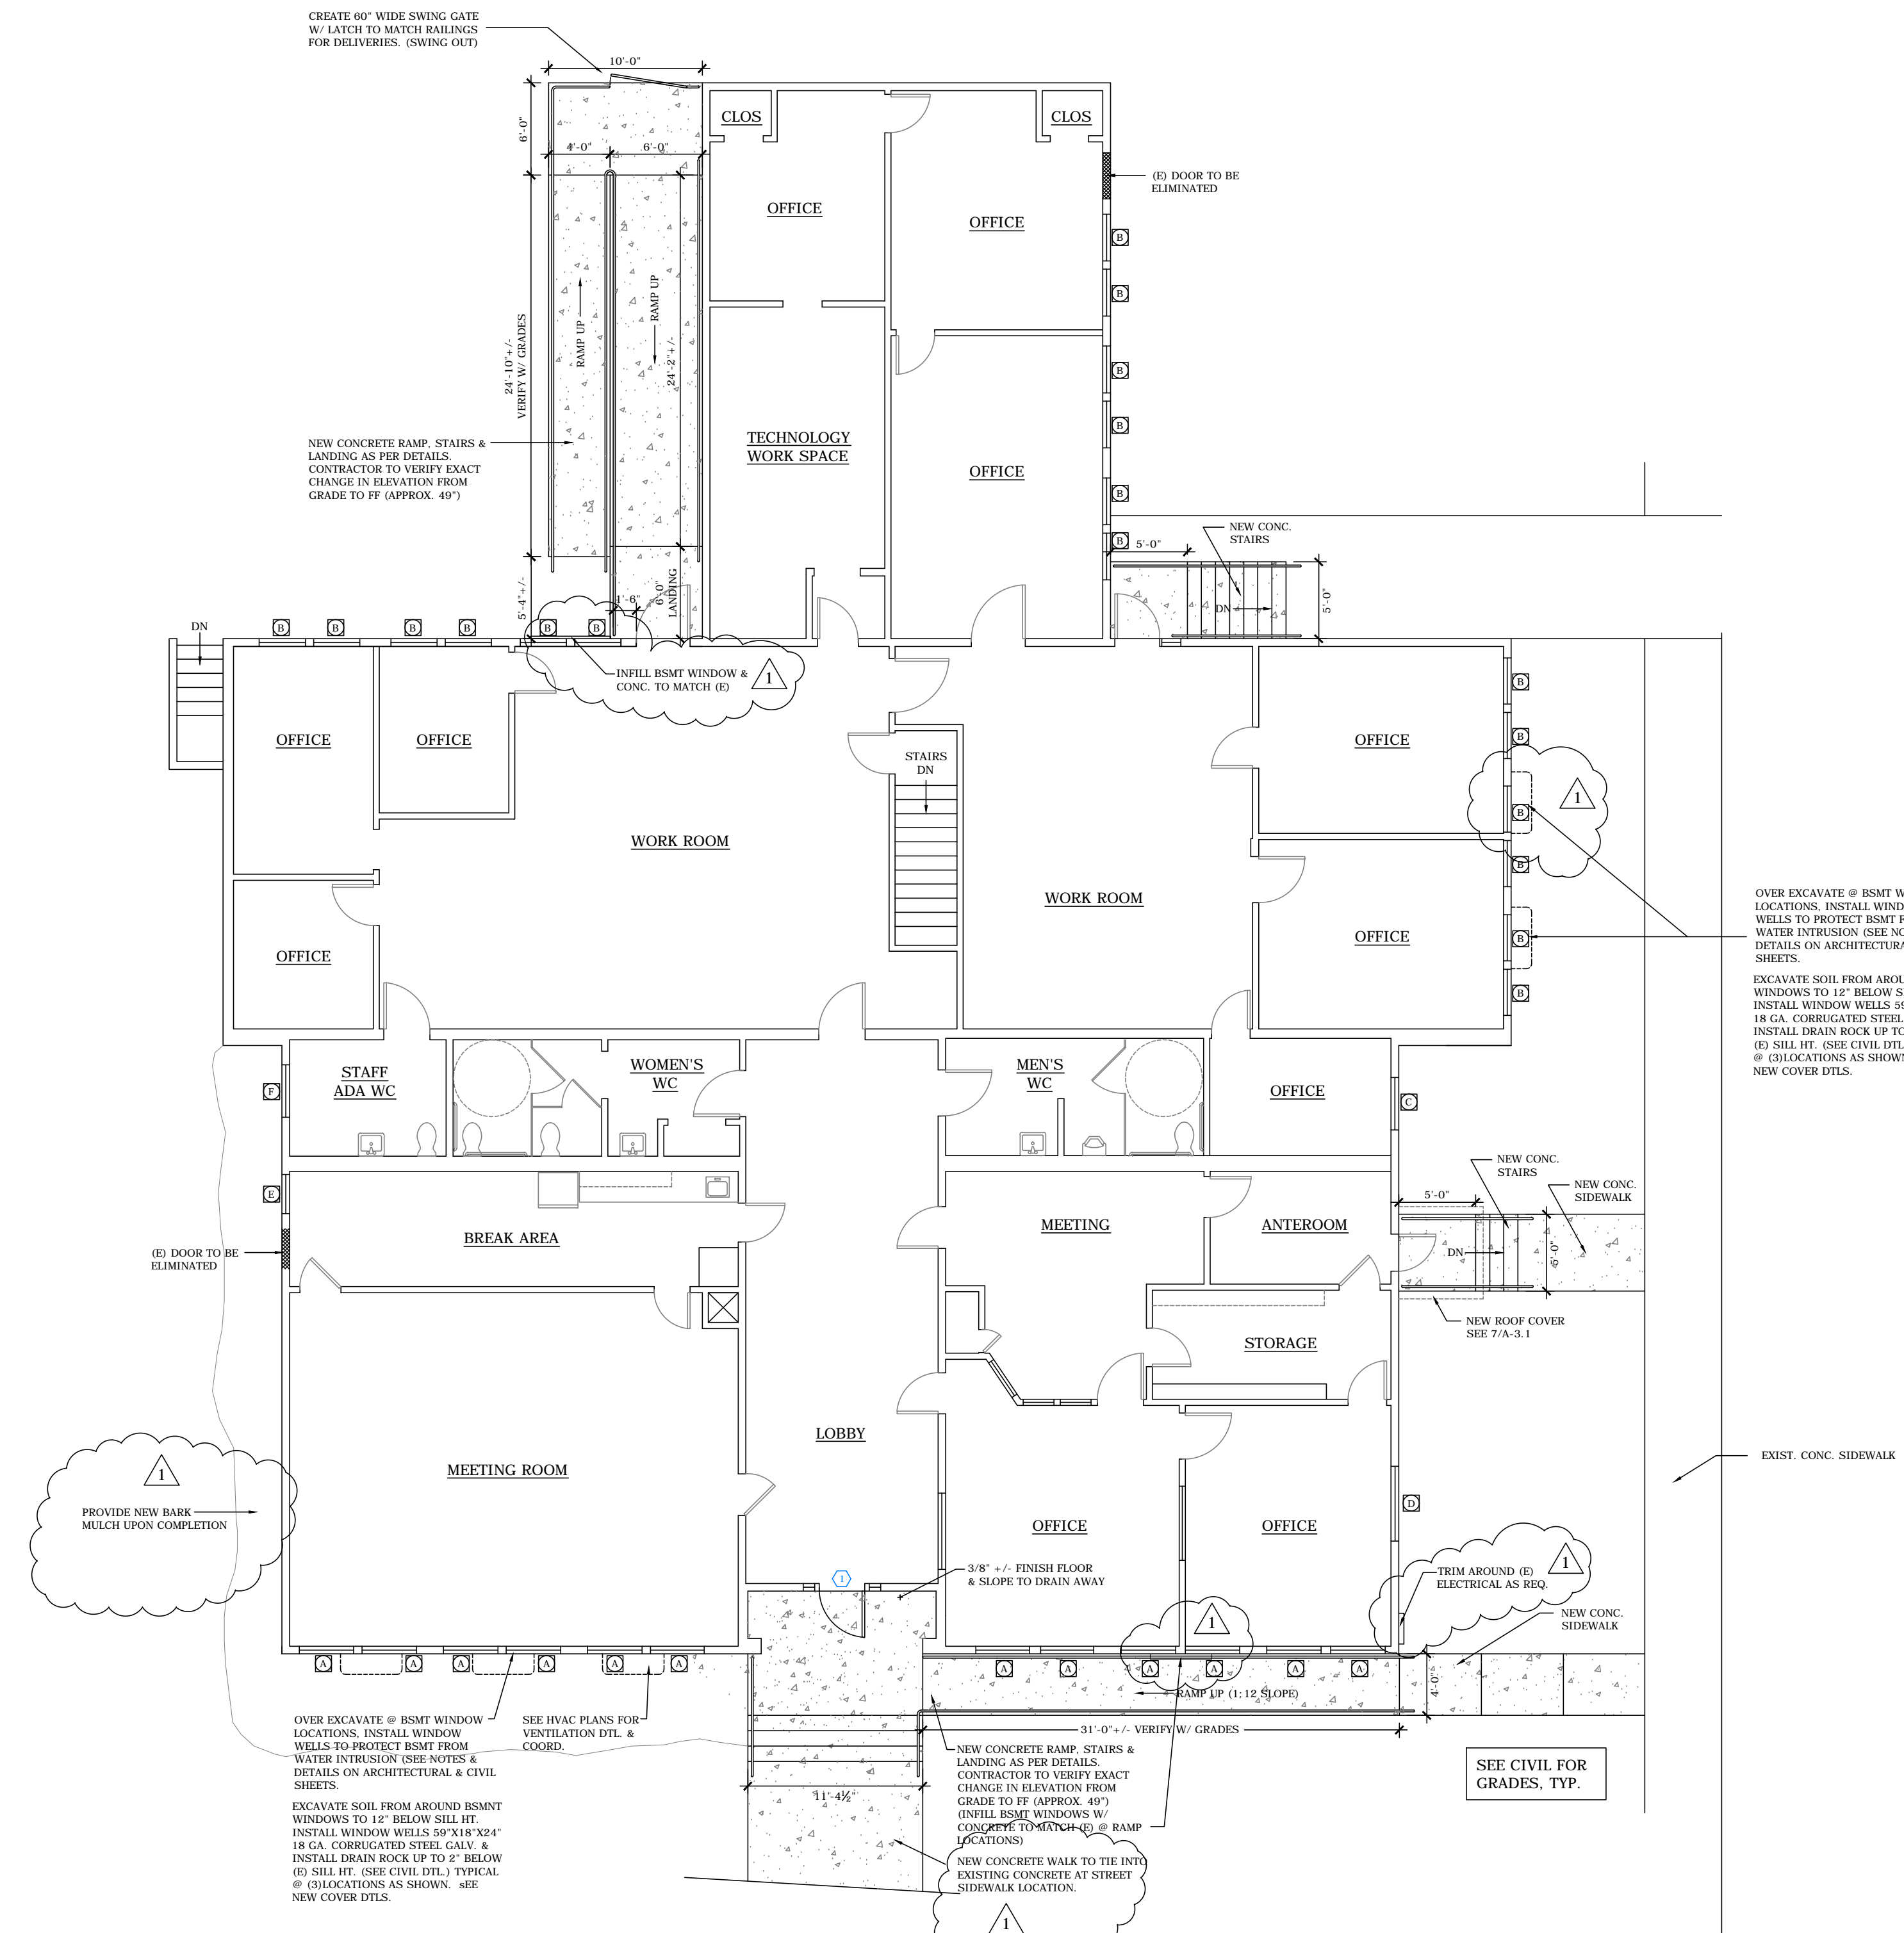 CREATE 60" WIDE SWING GATE
W/ LATCH TO MATCH RAILINGS
FOR DELIVERIES. (SWING OUT)
10'-0"
6'-0"
4'-0"
6'-0"
CLOS
CLOS
(E) DOOR TO BE
ELIMINATED
OFFICE
OFFICE
B
B
B
B
B
B
24'-10"+/-
VERIFY W/ GRADES
RAMP UP
RAMP UP
24'-2"+/-
NEW CONCRETE RAMP, STAIRS &
LANDING AS PER DETAILS.
CONTRACTOR TO VERIFY EXACT
CHANGE IN ELEVATION FROM
GRADE TO FF (APPROX. 49")
TECHNOLOGY
WORK SPACE
OFFICE
NEW CONC.
STAIRS
5'-0"
5'-0"
DN
5'-4"+/-
1'-6"
6'-0"
LANDING
DN
B
B
B
B
B
B
INFILL BSMT WINDOW &
CONC. TO MATCH (E)
1
OFFICE
OFFICE
STAIRS
DN
OFFICE
B
B
B
B
B
B
1
WORK ROOM
WORK ROOM
OFFICE
OFFICE
OVER EXCAVATE @ BSMT
LOCATIONS, INSTALL
WELLS TO PROTECT BSMT
WATER INTRUSION (SEE
DETAILS ON
SHEETS.
EXCAVATE SOIL FROM
WINDOWS TO 12" BELOW
INSTALL WINDOW WELLS
18 GA. CORRUGATED STEEL
INSTALL DRAIN ROCK UP TO
(E) SILL HT. (SEE CIVIL
@ (3)LOCATIONS AS
NEW COVER DTLS.
STAFF
ADA WC
WOMEN'S
WC
MEN'S
WC
OFFICE
F
C
E
NEW CONC.
STAIRS
NEW CONC.
SIDEWALK
5'-0"
(E) DOOR TO BE
ELIMINATED
BREAK AREA
MEETING
ANTEROOM
DN
5'-0"
NEW ROOF COVER
SEE 7/A-3.1
STORAGE
LOBBY
MEETING ROOM
EXIST. CONC. SIDEWALK
1
PROVIDE NEW BARK
MULCH UPON COMPLETION
D
OFFICE
OFFICE
1
3/8" +/- FINISH FLOOR
& SLOPE TO DRAIN AWAY
TRIM AROUND (E)
ELECTRICAL AS REQ.
1
NEW CONC.
SIDEWALK
1
A
A
A
A
A
A
A
A
A
A
A
A
RAMP UP (1;12 SLOPE)
4'-0"
31'-0"+/- VERIFY W/ GRADES
OVER EXCAVATE @ BSMT WINDOW
LOCATIONS, INSTALL WINDOW
WELLS TO PROTECT BSMT FROM
WATER INTRUSION (SEE NOTES &
DETAILS ON ARCHITECTURAL & CIVIL
SHEETS.
EXCAVATE SOIL FROM AROUND BSMNT
WINDOWS TO 12" BELOW SILL HT.
INSTALL WINDOW WELLS 59"X18"X24"
18 GA. CORRUGATED STEEL GALV. &
INSTALL DRAIN ROCK UP TO 2" BELOW
(E) SILL HT. (SEE CIVIL DTL.) TYPICAL
@ (3)LOCATIONS AS SHOWN. sEE
NEW COVER DTLS.
SEE HVAC PLANS FOR
VENTILATION DTL. &
COORD.
11'-4½"
NEW CONCRETE RAMP, STAIRS &
LANDING AS PER DETAILS.
CONTRACTOR TO VERIFY EXACT
CHANGE IN ELEVATION FROM
GRADE TO FF (APPROX. 49")
(INFILL BSMT WINDOWS W/
CONCRETE TO MATCH (E) @ RAMP
LOCATIONS)
NEW CONCRETE WALK TO TIE INTO
EXISTING CONCRETE AT STREET
SIDEWALK LOCATION.
1
SEE CIVIL FOR
GRADES, TYP.